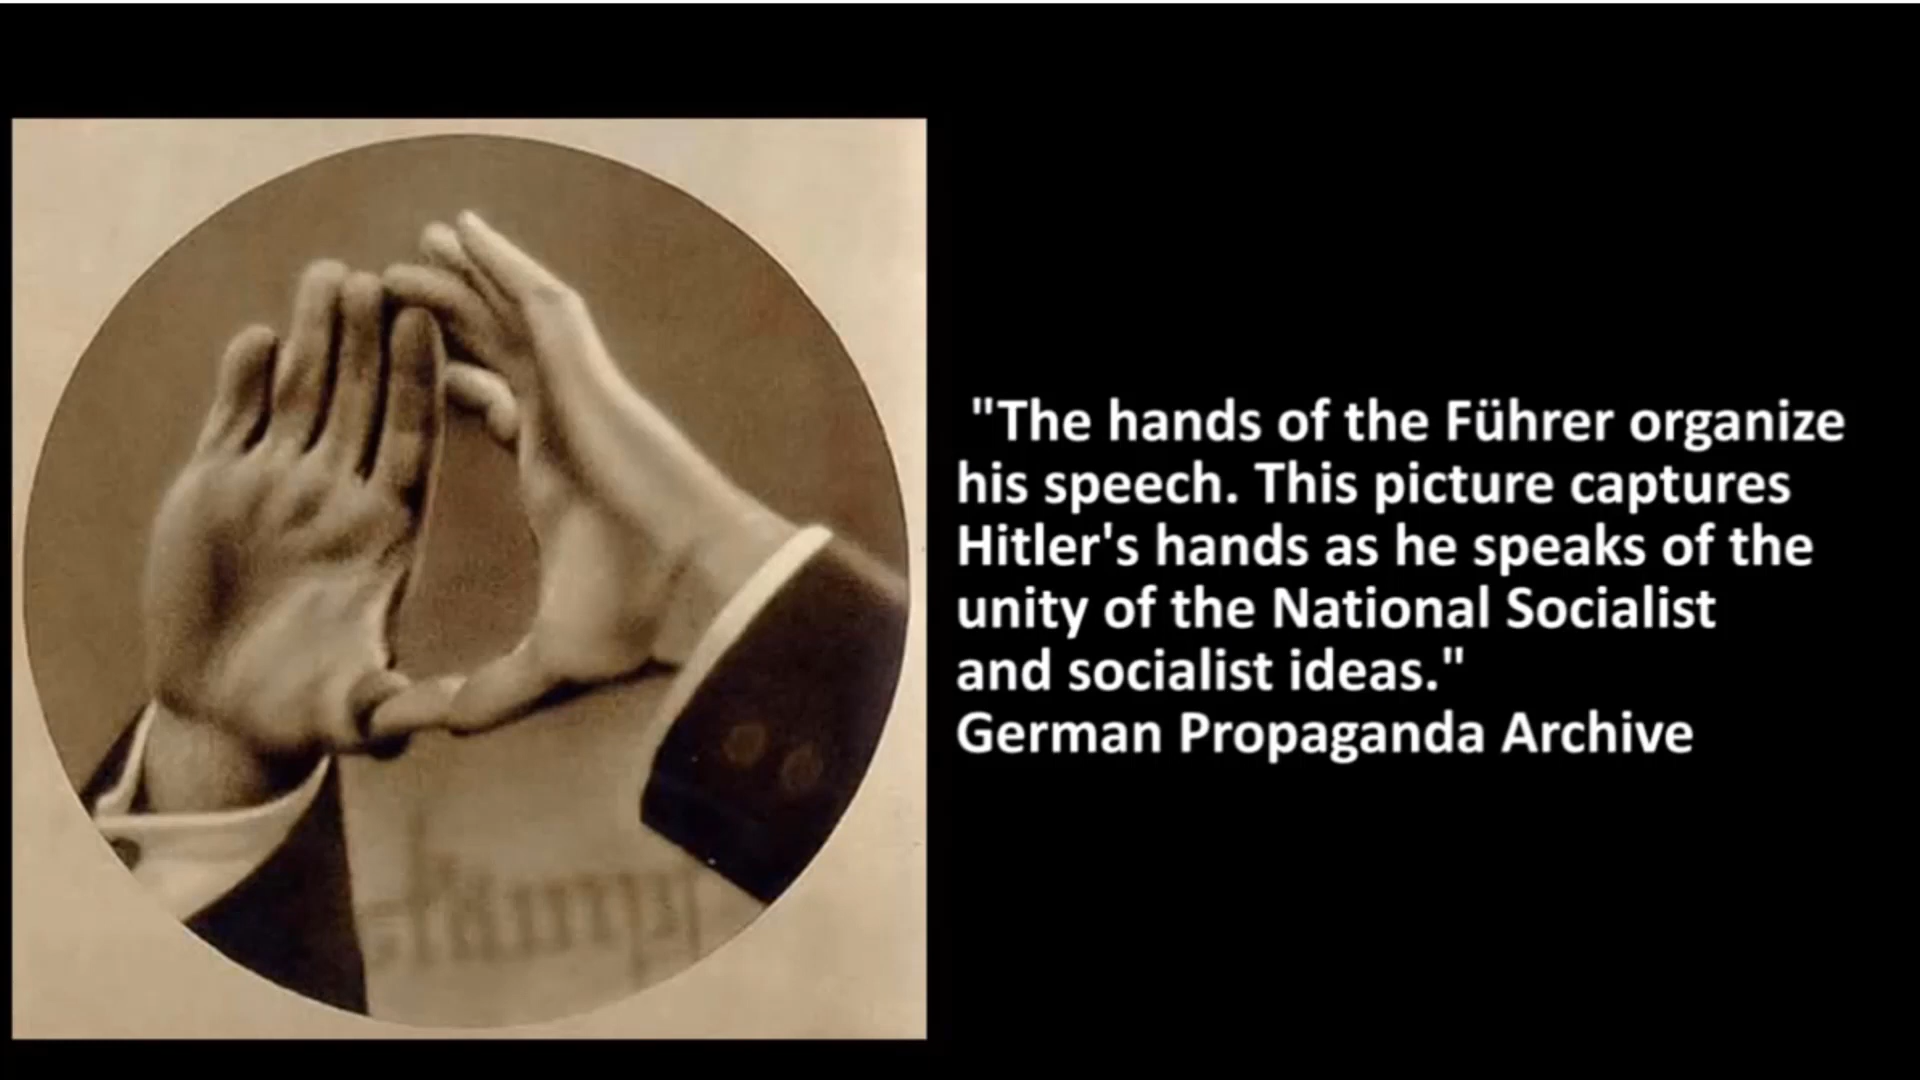 "The hands of the Führer organize
his speech. This picture captures
Hitler's hands as he speaks of the
unity of the National Socialist
and socialist ideas."
German Propaganda Archive